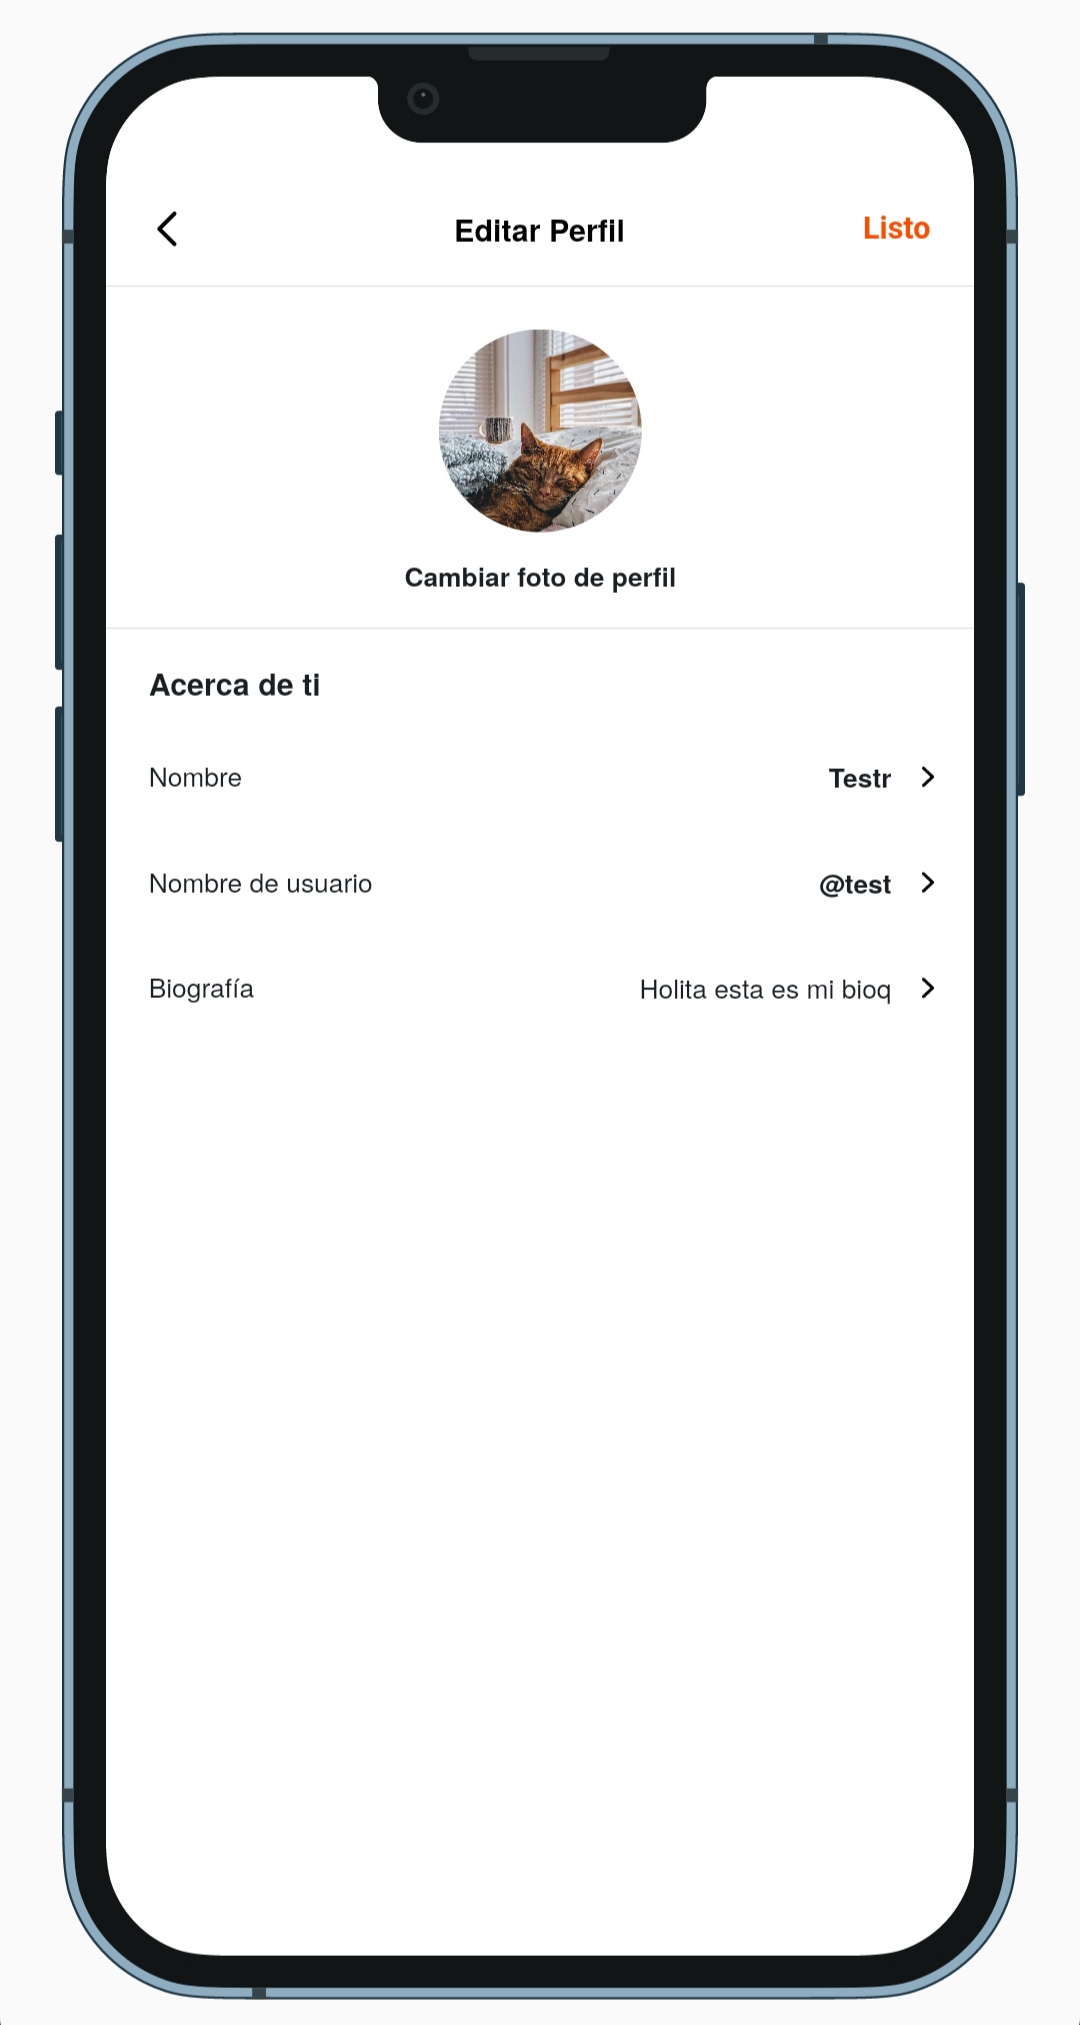 Editar Perfil
Listo
Cambiar foto de perfil
Acerca de ti
Nombre
Testr
Nombre de usuario
@test
Biografía
Holita esta es mi bioq